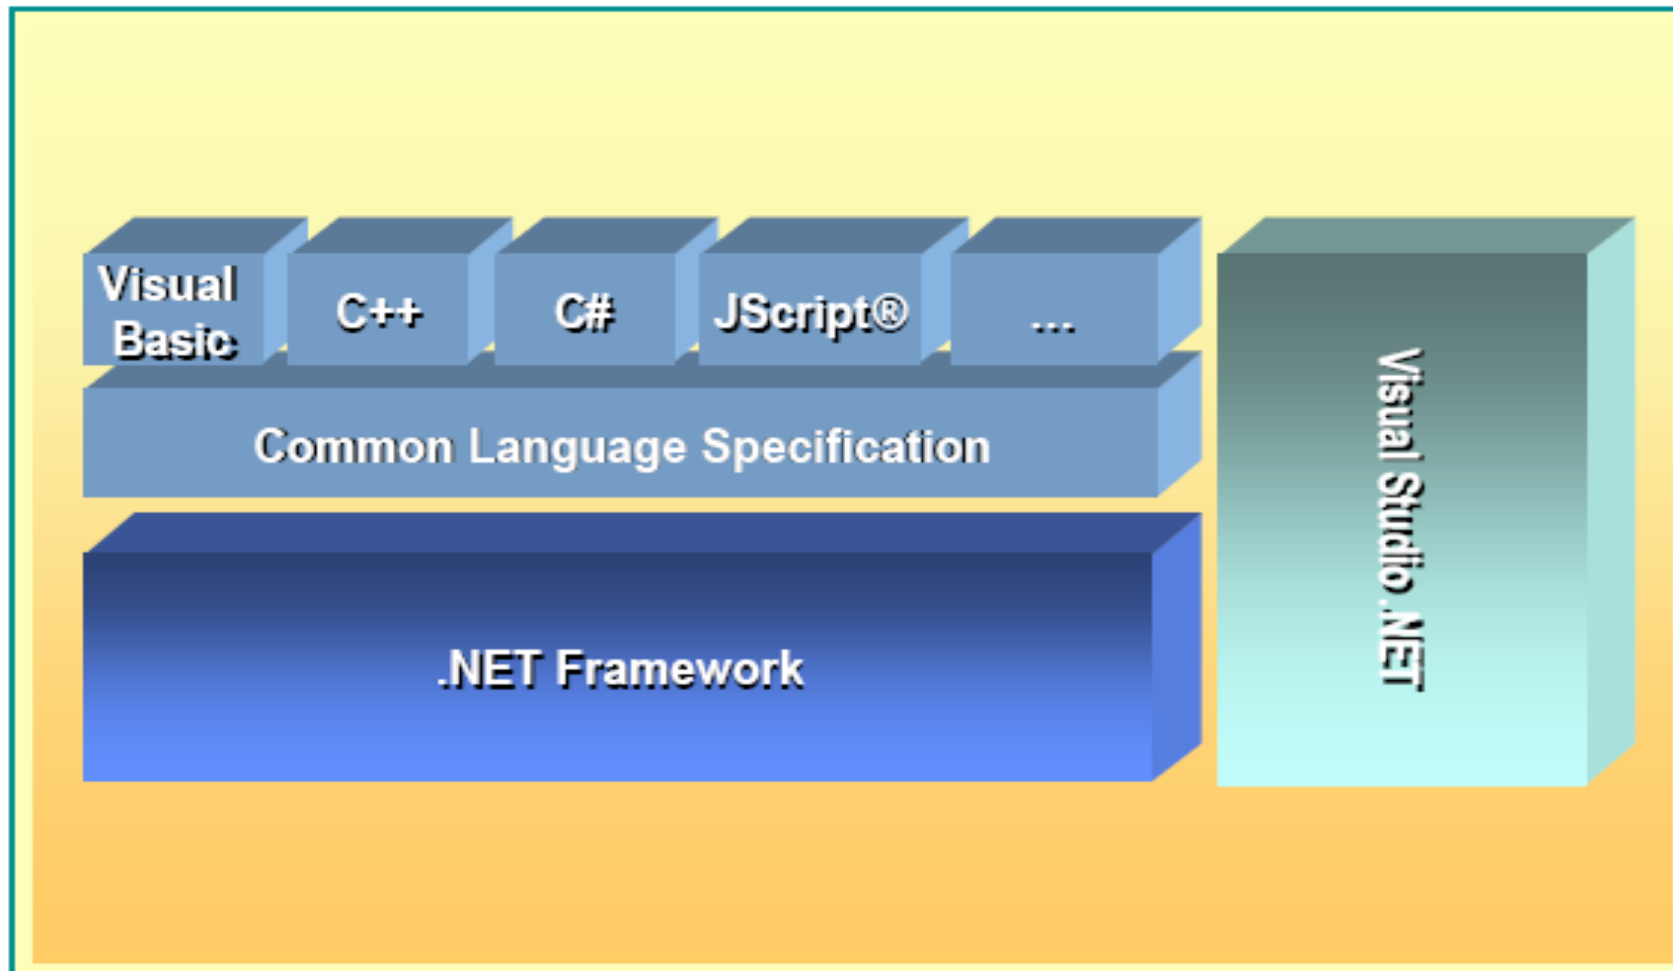 Visual
Basic
C++
C#
JScript®
...
Common Language Specification
.NET Framework
Visual Studio .NET